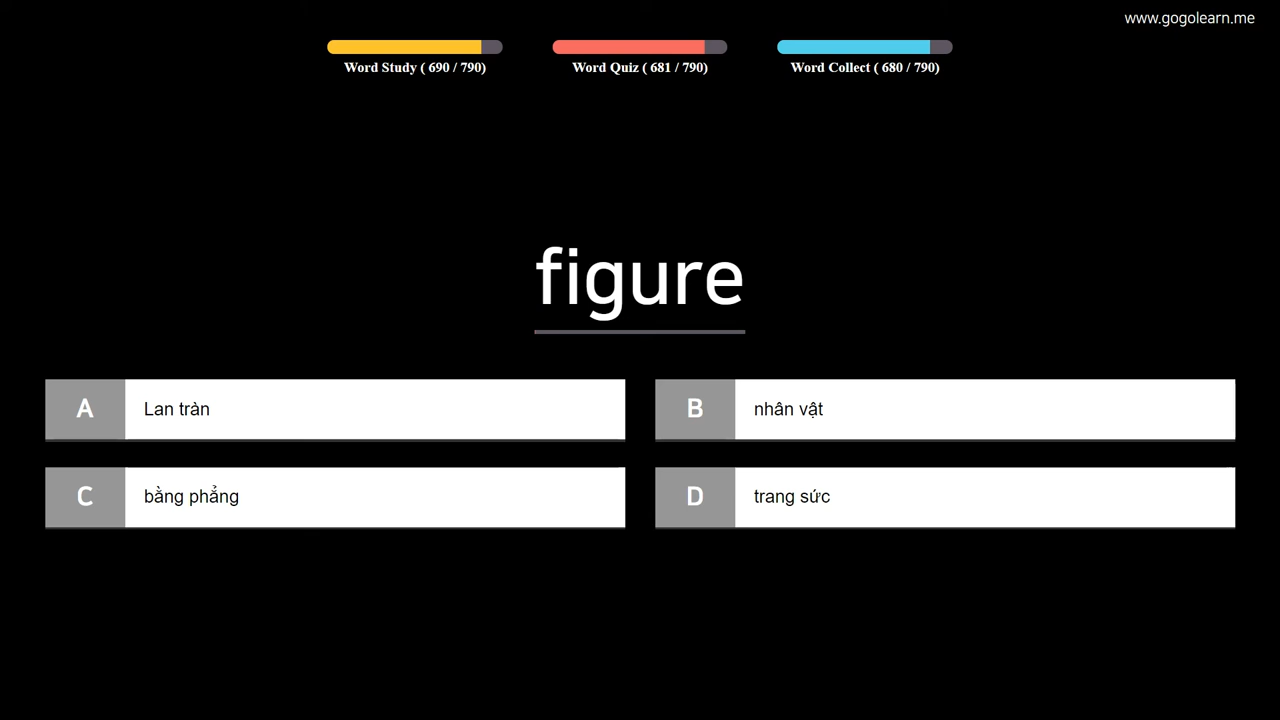 www.gogolearn.me
Word Study ( 690 / 790)
Word Quiz ( 681 / 790)
Word Collect ( 680 / 790)
figure
A Lan tràn
B nhân vật
C bằng phẳng
D trang sức